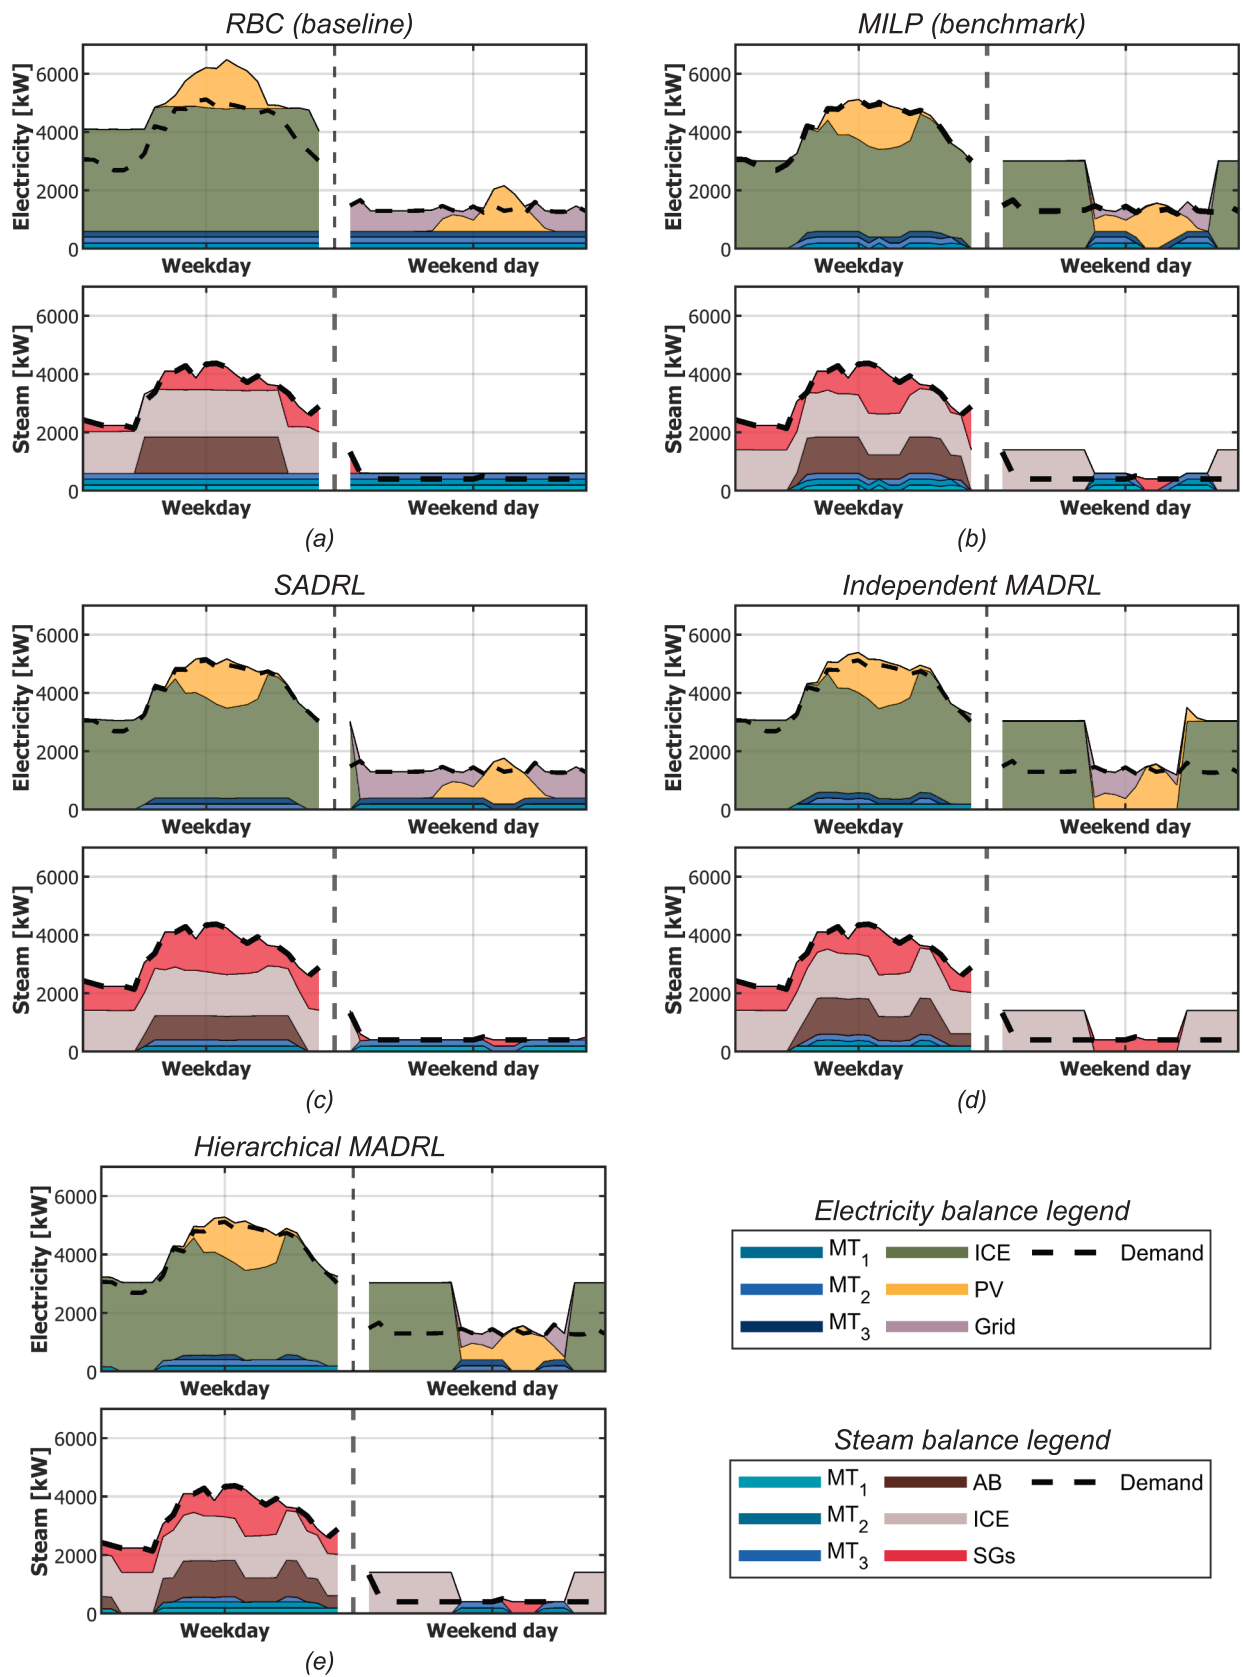 RBC (baseline)
MILP (benchmark)
Electricity [kW]
6000
4000
2000
0
Weekday
Weekend day
Electricity [kW]
6000
4000
2000
0
Weekday
Weekend day
Steam [kW]
6000
4000
2000
0
Weekday
Weekend day
Steam [kW]
6000
4000
2000
0
Weekday
Weekend day
(a)
(b)
SADRL
Independent MADRL
Electricity [kW]
6000
4000
2000
0
Weekday
Weekend day
Electricity [kW]
6000
4000
2000
0
Weekday
Weekend day
Steam [kW]
6000
4000
2000
0
Weekday
Weekend day
Steam [kW]
6000
4000
2000
0
Weekday
Weekend day
(c)
(d)
Hierarchical MADRL
Electricity [kW]
6000
4000
2000
0
Weekday
Weekend day
Steam [kW]
6000
4000
2000
0
Weekday
Weekend day
(e)
Electricity balance legend
MT1 ICE Demand
MT2 PV
MT3 Grid
Steam balance legend
MT1 AB Demand
MT2 ICE
MT3 SGs